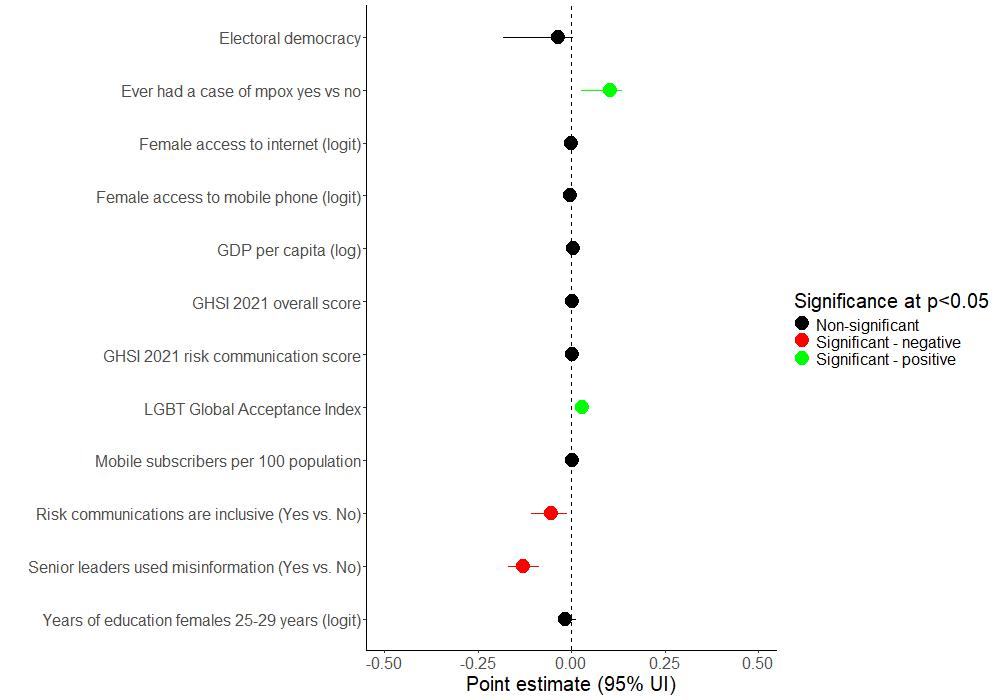 Electoral democracy
Ever had a case of mpox yes vs no
Female access to internet (logit)
Female access to mobile phone (logit)
GDP per capita (log)
GHSI 2021 overall score
GHSI 2021 risk communication score
LGBT Global Acceptance Index
Mobile subscribers per 100 population
Risk communications are inclusive (Yes vs. No)
Senior leaders used misinformation (Yes vs. No)
Years of education females 25-29 years (logit)
-0.50 -0.25 0.00 0.25 0.50
Point estimate (95% UI)
Significance at p<0.05
Non-significant
Significant - negative
Significant - positive